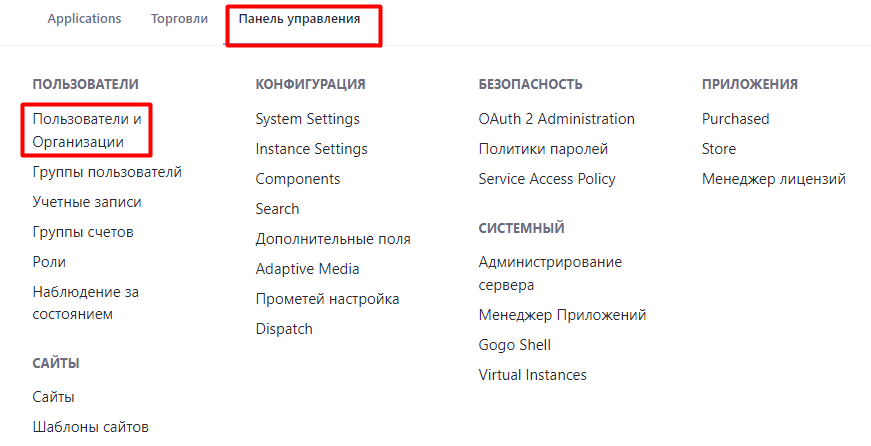 Applications
Торговли
Панель управления
ПОЛЬЗОВАТЕЛИ
Пользователи и
Организации
Группы пользователй
Учетные записи
Группы счетов
Роли
Наблюдение за
состоянием
САЙТЫ
Сайты
Шаблоны сайтов
КОНФИГУРАЦИЯ
System Settings
Instance Settings
Components
Search
Дополнительные поля
Adaptive Media
Прометей настройка
Dispatch
БЕЗОПАСНОСТЬ
OAuth 2 Administration
Политики паролей
Service Access Policy
СИСТЕМНЫЙ
Администрирование
сервера
Менеджер Приложений
Gogo Shell
Virtual Instances
ПРИЛОЖЕНИЯ
Purchased
Store
Менеджер лицензий